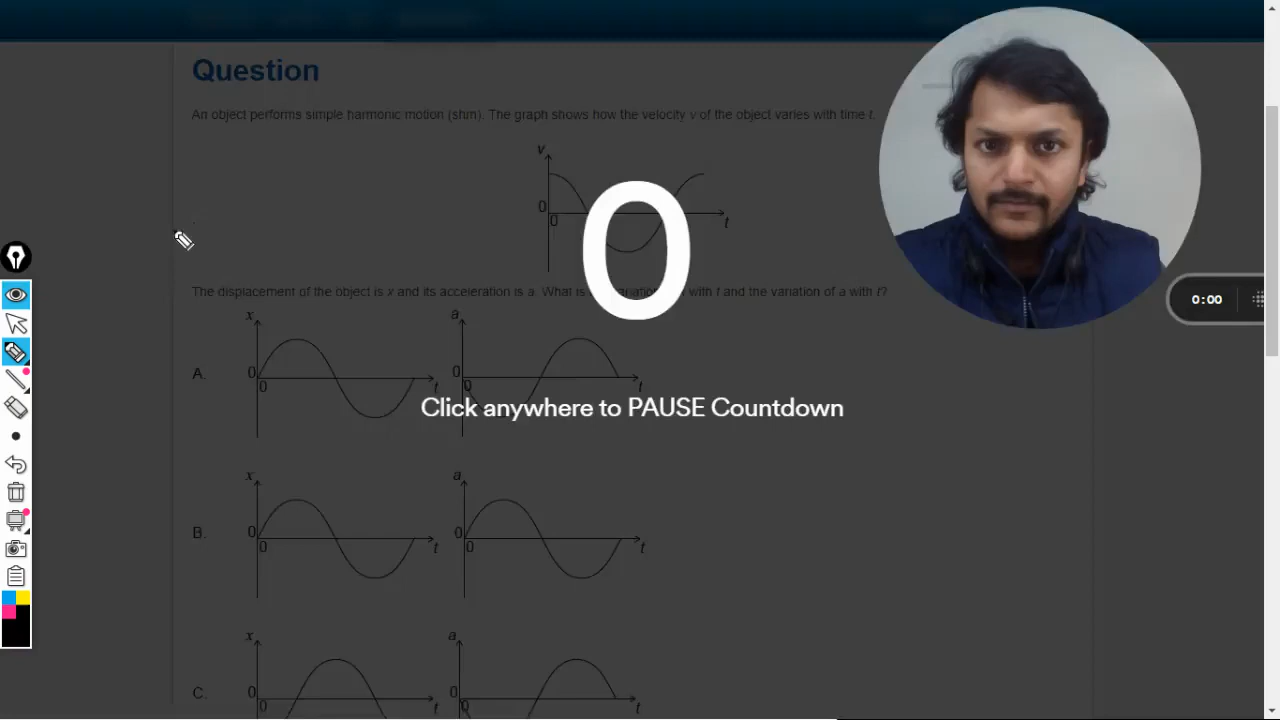 Question
An object performs simple harmonic motion (shm). The graph shows how the velocity v of the object varies with time t.
v
0
0
t
0
The displacement of the object is x and its acceleration is a. What is with t and the variation of a with t?
0:00
A.
x
0
0
t
a
0
0
t
Click anywhere to PAUSE Countdown
B.
x
0
0
t
a
0
0
t
C.
x
0
0
t
a
0
0
t